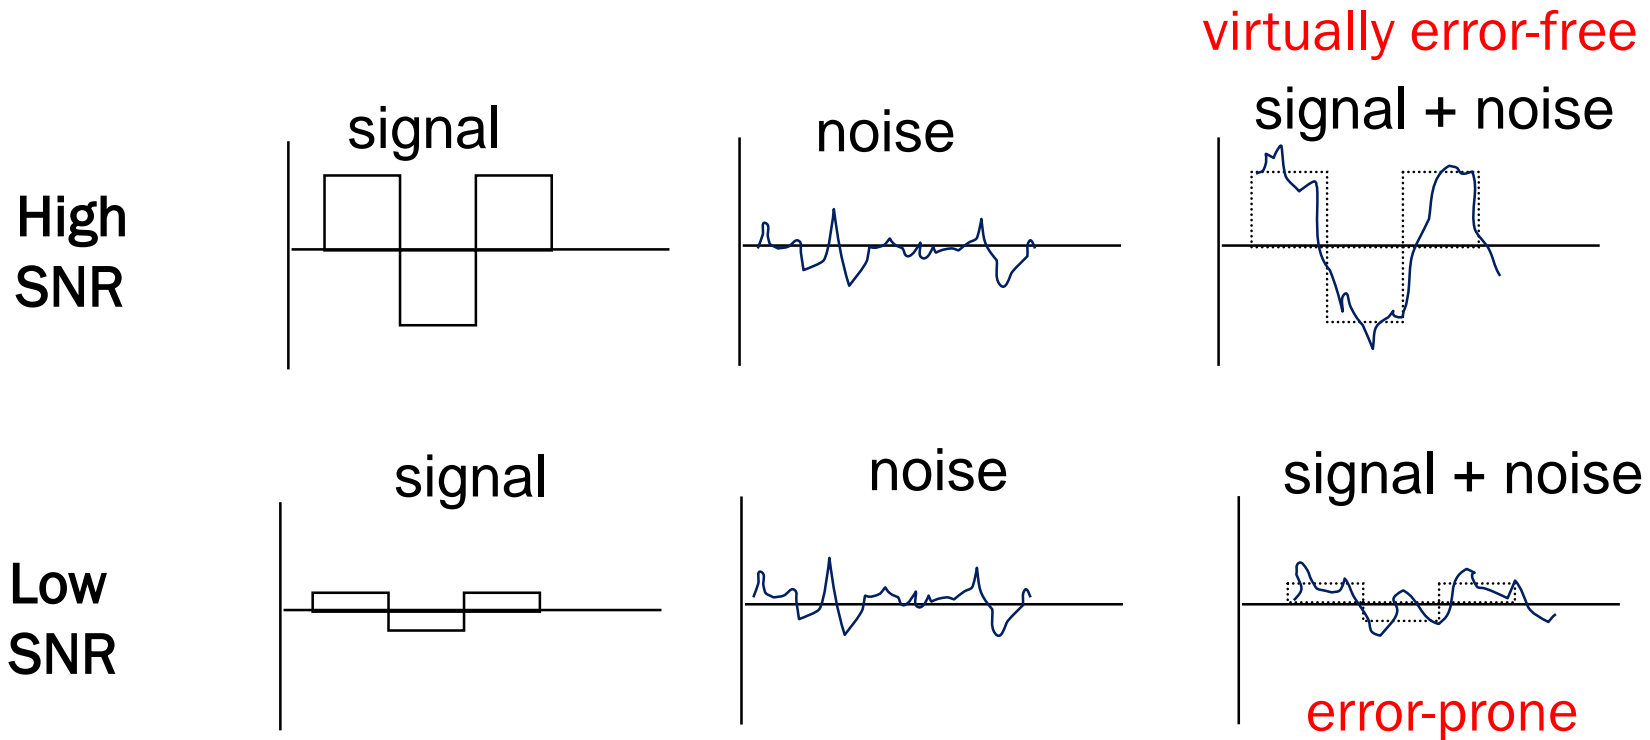 virtually error-free
signal
noise
signal + noise
High
SNR
signal
noise
signal + noise
Low
SNR
error-prone